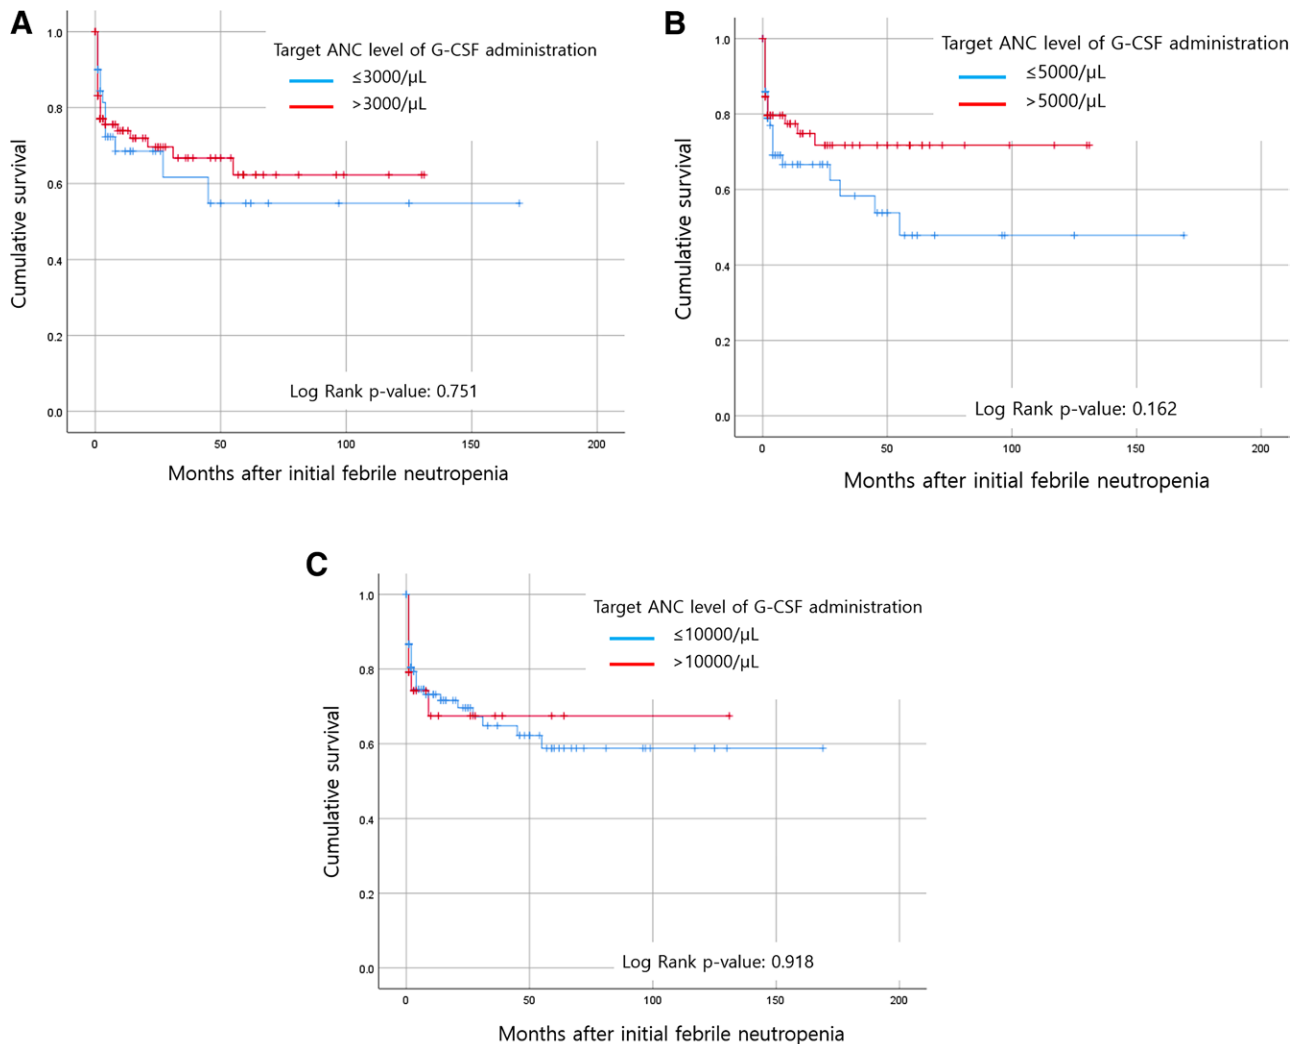 A
Target ANC level of G-CSF administration
≤3000/μL
>3000/μL
Cumulative survival
1.0
0.8
0.6
0.4
0.2
0.0
Log Rank p-value: 0.751
0 50 100 150 200
Months after initial febrile neutropenia
B
Target ANC level of G-CSF administration
≤5000/μL
>5000/μL
Cumulative survival
1.0
0.8
0.6
0.4
0.2
0.0
Log Rank p-value: 0.162
0 50 100 150 200
Months after initial febrile neutropenia
C
Target ANC level of G-CSF administration
≤10000/μL
>10000/μL
Cumulative survival
1.0
0.8
0.6
0.4
0.2
0.0
Log Rank p-value: 0.918
0 50 100 150 200
Months after initial febrile neutropenia